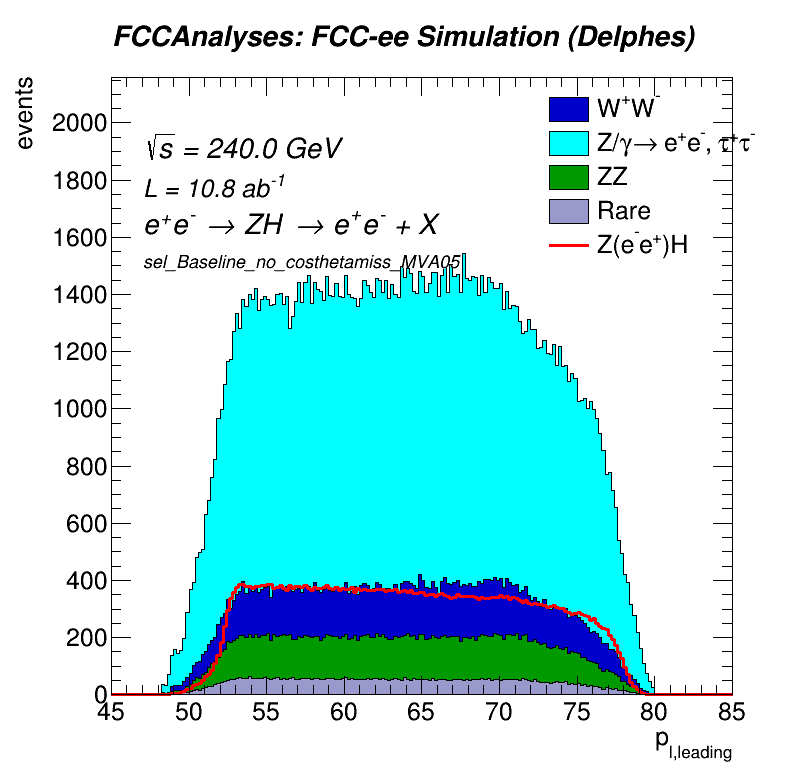 FCCAnalyses: FCC-ee Simulation (Delphes)
events
2000
1800
1600
1400
1200
1000
800
600
400
200
0
√s = 240.0 GeV
L = 10.8 ab⁻¹
e⁺e⁻ → ZH → e⁺e⁻ + X
sel_Baseline_no_costhetamiss_MVA05
W⁺W⁻
Z/γ→ e⁺e⁻, τ⁺τ⁻
ZZ
Rare
Z(e⁻e⁺)H
45 50 55 60 65 70 75 80 85
p_{l,leading}